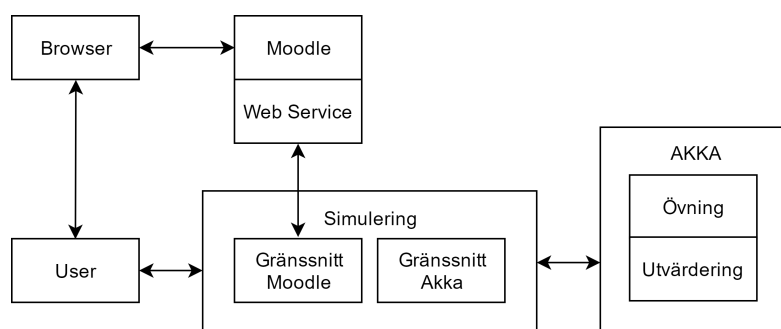 Browser
Moodle
Web Service
AKKA
Övning
Utvärdering
Simulering
Gränssnitt
Moodle
Gränssnitt
Akka
User